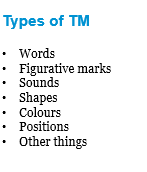 Types of TM
• Words
• Figurative marks
• Sounds
• Shapes
• Colours
• Positions
• Other things